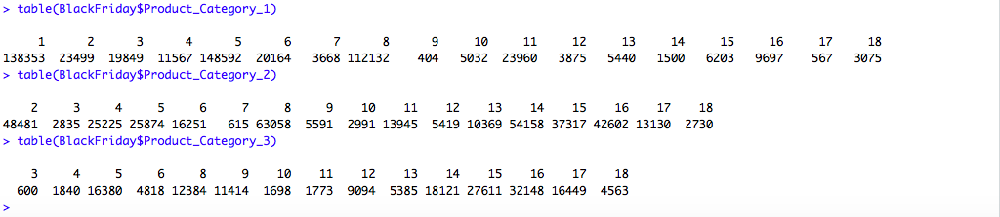 > table(BlackFriday$Product_Category_1)
1 2 3 4 5 6 7 8 9 10 11 12 13 14 15 16 17 18
138353 23499 19849 11567 148592 20164 3668 112132 404 5032 23960 3875 5440 1500 6203 9697 567 3075
> table(BlackFriday$Product_Category_2)
2 3 4 5 6 7 8 9 10 11 12 13 14 15 16 17 18
48481 2835 25225 25874 16251 615 63058 5591 2991 13945 5419 10369 54158 37317 42602 13130 2730
> table(BlackFriday$Product_Category_3)
3 4 5 6 8 9 10 11 12 13 14 15 16 17 18
600 1840 16380 4818 12384 11414 1698 1773 9094 5385 18121 27611 32148 16449 4563
>